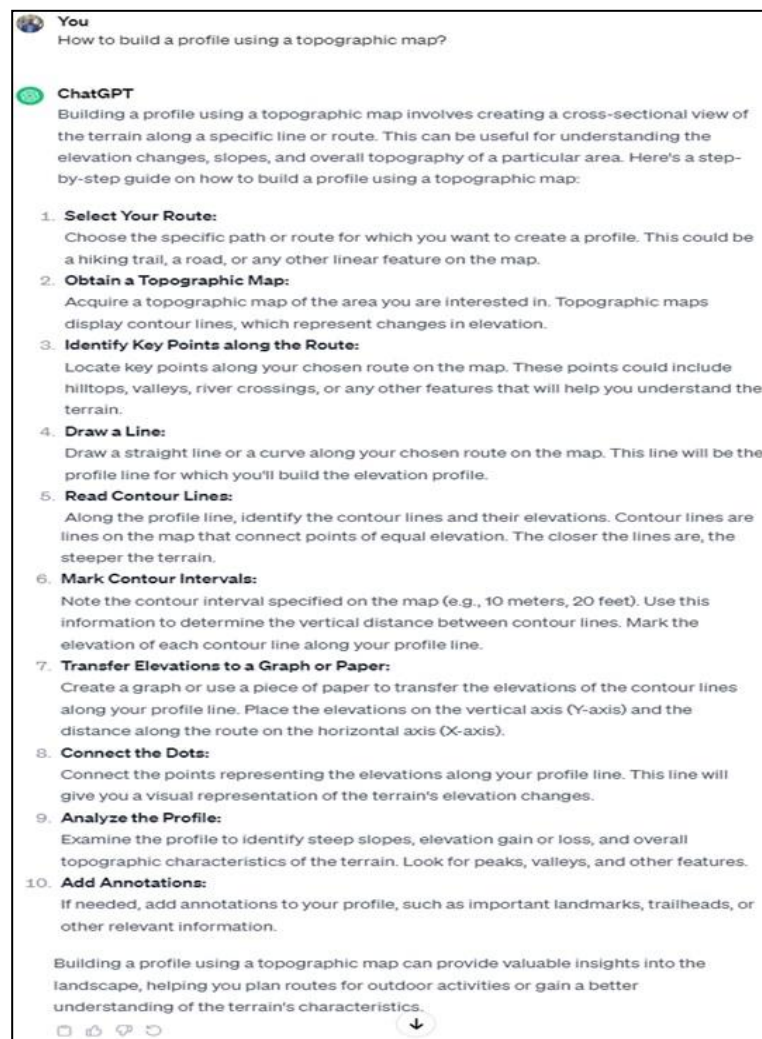 You
How to build a profile using a topographic map?
ChatGPT
Building a profile using a topographic map involves creating a cross-sectional view of
the terrain along a specific line or route. This can be useful for understanding the
elevation changes, slopes, and overall topography of a particular area. Here's a step-
by-step guide on how to build a profile using a topographic map:
1. Select Your Route:
Choose the specific path or route for which you want to create a profile. This could be
a hiking trail, a road, or any other linear feature on the map.
2. Obtain a Topographic Map:
Acquire a topographic map of the area you are interested in. Topographic maps
display contour lines, which represent changes in elevation.
3. Identify Key Points along the Route:
Locate key points along your chosen route on the map. These points could include
hilltops, valleys, river crossings, or any other features that will help you understand the
terrain.
4. Draw a Line:
Draw a straight line or a curve along your chosen route on the map. This line will be the
profile line for which you'll build the elevation profile.
5. Read Contour Lines:
Along the profile line, identify the contour lines and their elevations. Contour lines are
lines on the map that connect points of equal elevation. The closer the lines are, the
steeper the terrain.
6. Mark Contour Intervals:
Note the contour interval specified on the map (e.g., 10 meters, 20 feet). Use this
information to determine the vertical distance between contour lines. Mark the
elevation of each contour line along your profile line.
7. Transfer Elevations to a Graph or Paper:
Create a graph or use a piece of paper to transfer the elevations of the contour lines
along your profile line. Place the elevations on the vertical axis (Y-axis) and the
distance along the route on the horizontal axis (X-axis).
8. Connect the Dots:
Connect the points representing the elevations along your profile line. This line will
give you a visual representation of the terrain's elevation changes.
9. Analyze the Profile:
Examine the profile to identify steep slopes, elevation gain or loss, and overall
topographic characteristics of the terrain. Look for peaks, valleys, and other features.
10. Add Annotations:
If needed, add annotations to your profile, such as important landmarks, trailheads, or
other relevant information.
Building a profile using a topographic map can provide valuable insights into the
landscape, helping you plan routes for outdoor activities or gain a better
understanding of the terrain's characteristics.